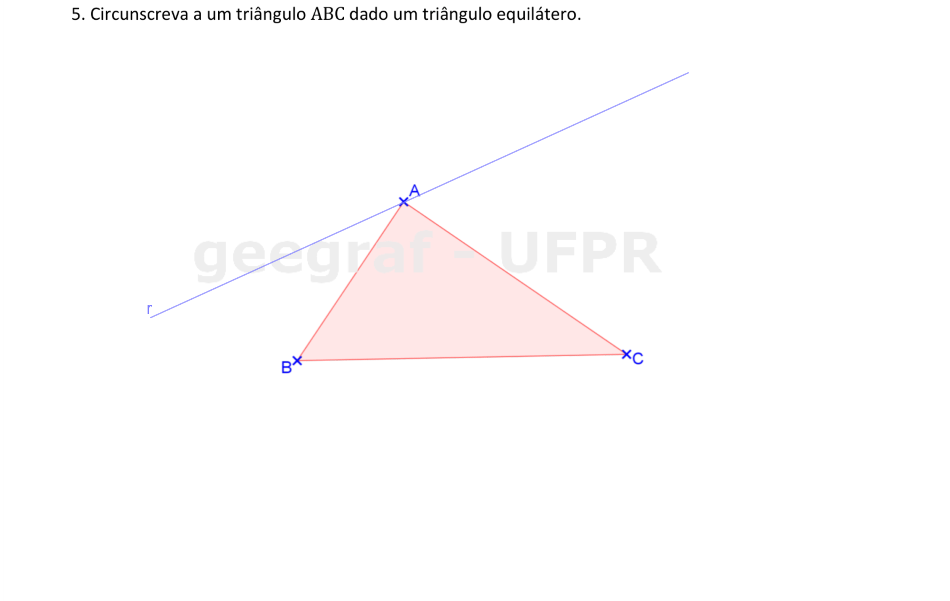 5. Circunscreva a um triângulo ABC dado um triângulo equilátero.
A
geegraf - UFPR
r
B
C